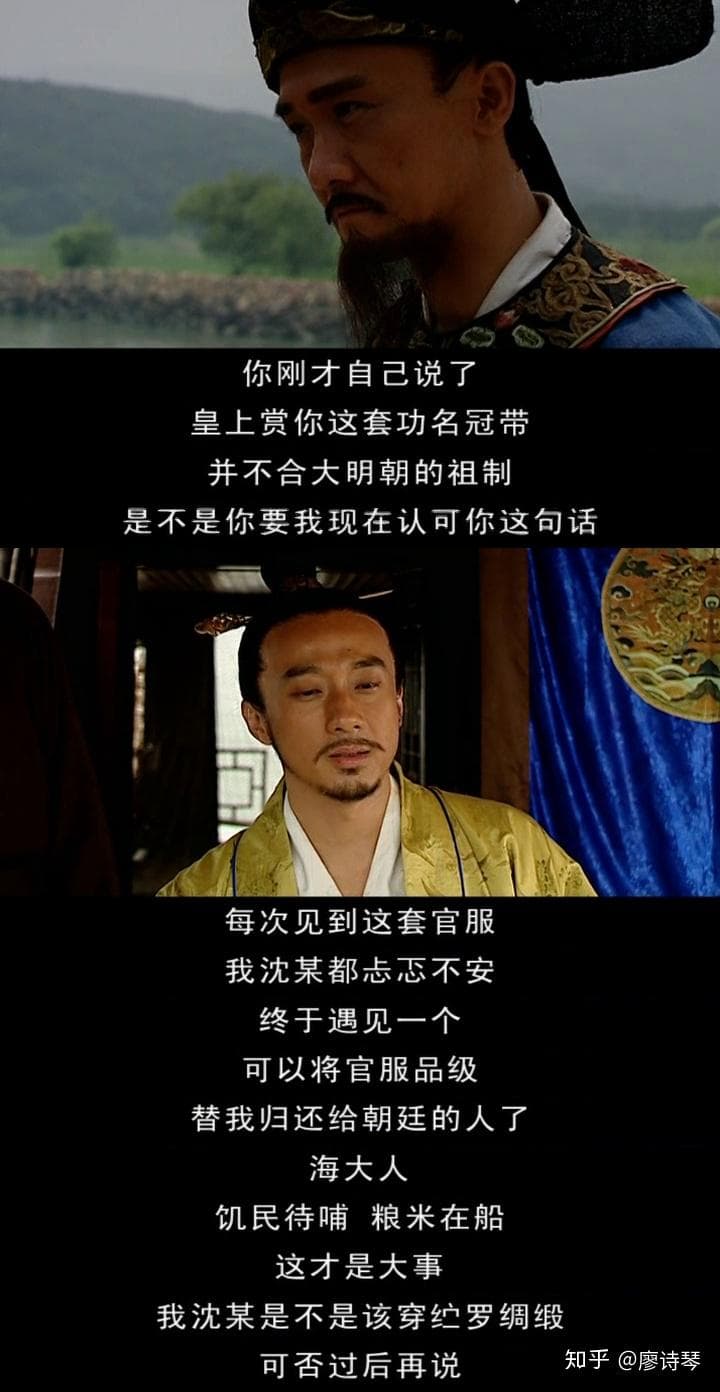 你刚才自己说了
皇上赏你这套功名冠带
并不合大明朝的祖制
是不是你要我现在认可你这句话
每次见到这套官服
我沈某都忐忑不安
终于遇见一个
可以将官服品级
替我归还给朝廷的人了
海大人
饥民待哺 粮米在船
这才是大事
我沈某是不是该穿纻罗绸缎
可否过后再说
知乎 @廖诗琴